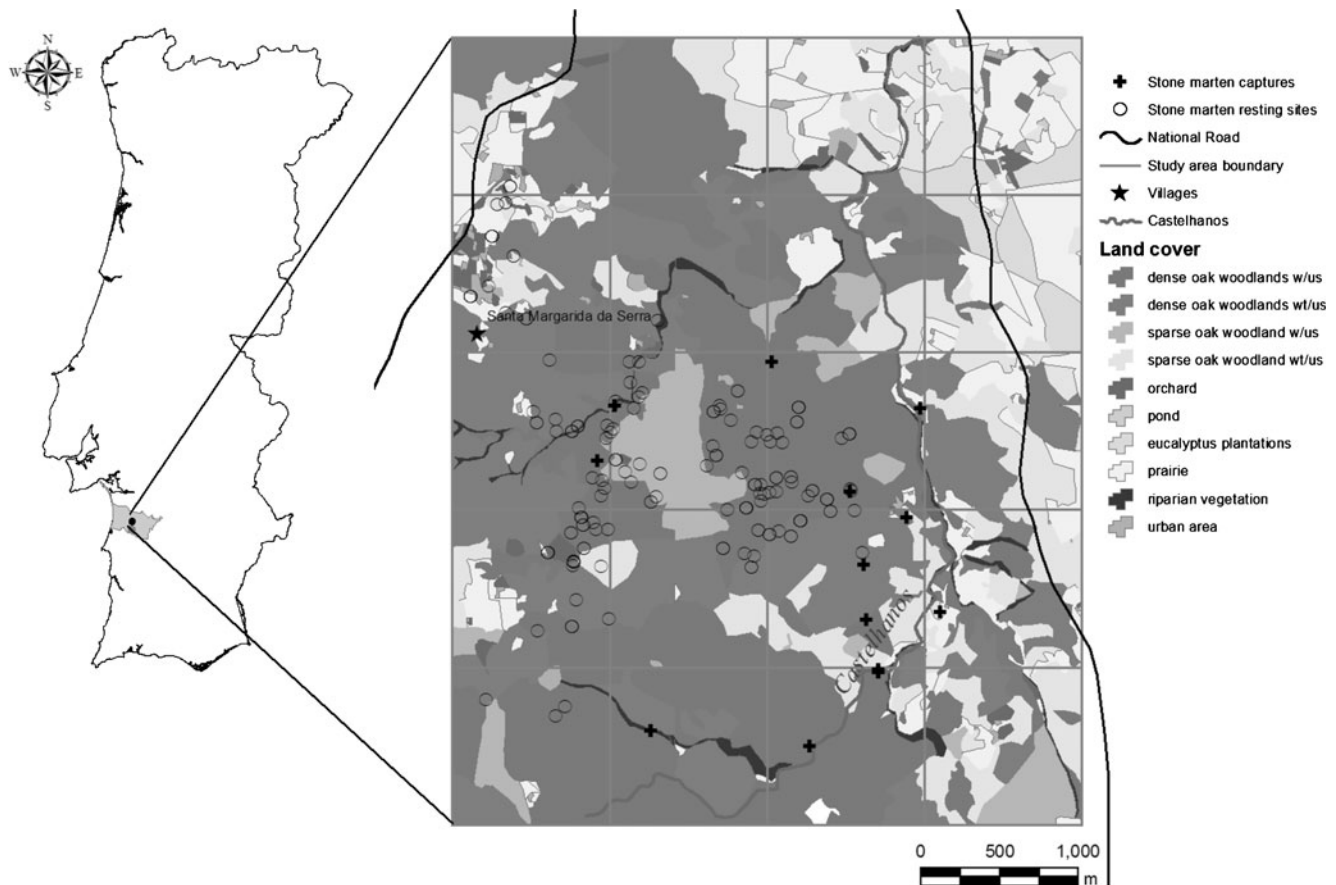 N
W E
S
Stone marten captures
Stone marten resting sites
National Road
Study area boundary
Villages
Castelhanos
Land cover
dense oak woodlands w/us
dense oak woodlands wt/us
sparse oak woodland w/us
sparse oak woodland wt/us
orchard
pond
eucalyptus plantations
prairie
riparian vegetation
urban area
Santa Margarida da Serra
Castelhanos
0 500 1,000
m